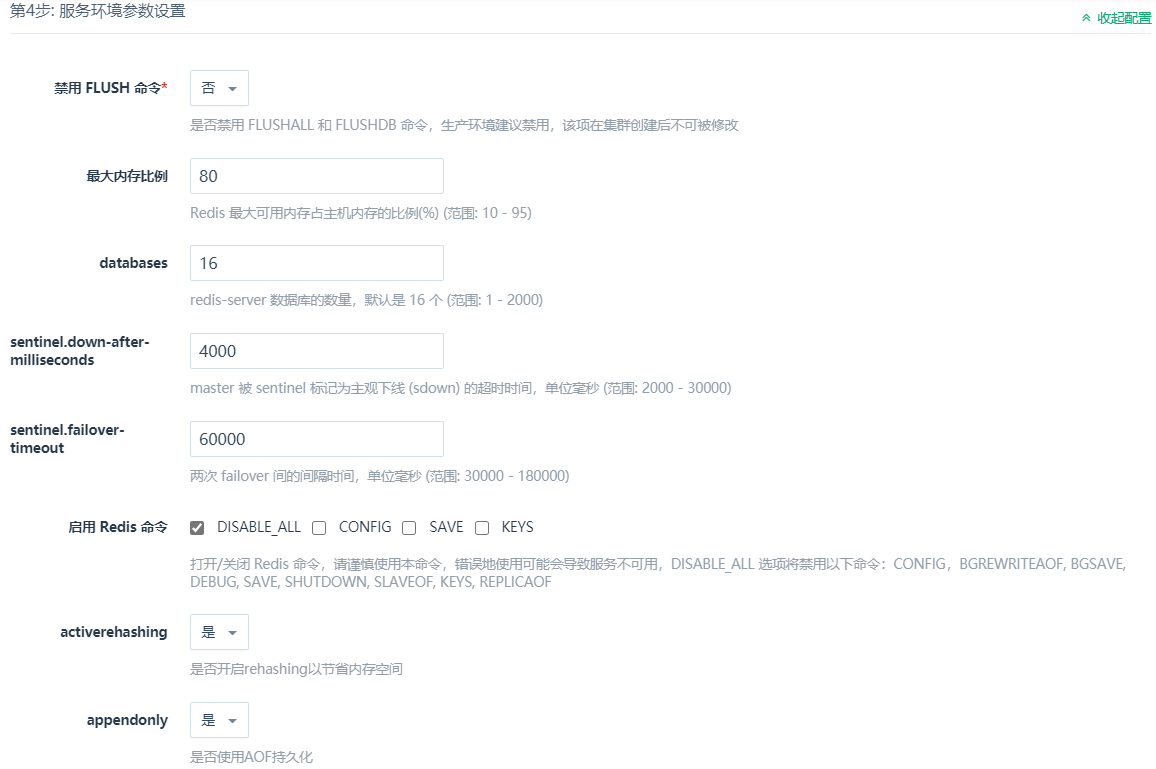 第4步: 服务环境参数设置
收起配置
禁用 FLUSH 命令*
否
是否禁用 FLUSHALL 和 FLUSHDB 命令，生产环境建议禁用，该项在集群创建后不可被修改
最大内存比例
80
Redis 最大可用内存占主机内存的比例(%) (范围: 10 - 95)
databases
16
redis-server 数据库的数量，默认是 16 个 (范围: 1 - 2000)
sentinel.down-after-
milliseconds
4000
master 被 sentinel 标记为主观下线 (sdown) 的超时时间，单位毫秒 (范围: 2000 - 30000)
sentinel.failover-
timeout
60000
两次 failover 间的间隔时间，单位毫秒 (范围: 30000 - 180000)
启用 Redis 命令
DISABLE_ALL CONFIG SAVE KEYS
打开/关闭 Redis 命令，请谨慎使用本命令，错误地使用可能会导致服务不可用，DISABLE_ALL 选项将禁用以下命令：CONFIG，BGREWRITEAOF, BGSAVE,
DEBUG, SAVE, SHUTDOWN, SLAVEOF, KEYS, REPLICAOF
activerehashing
是
是否开启rehashing以节省内存空间
appendonly
是
是否使用AOF持久化